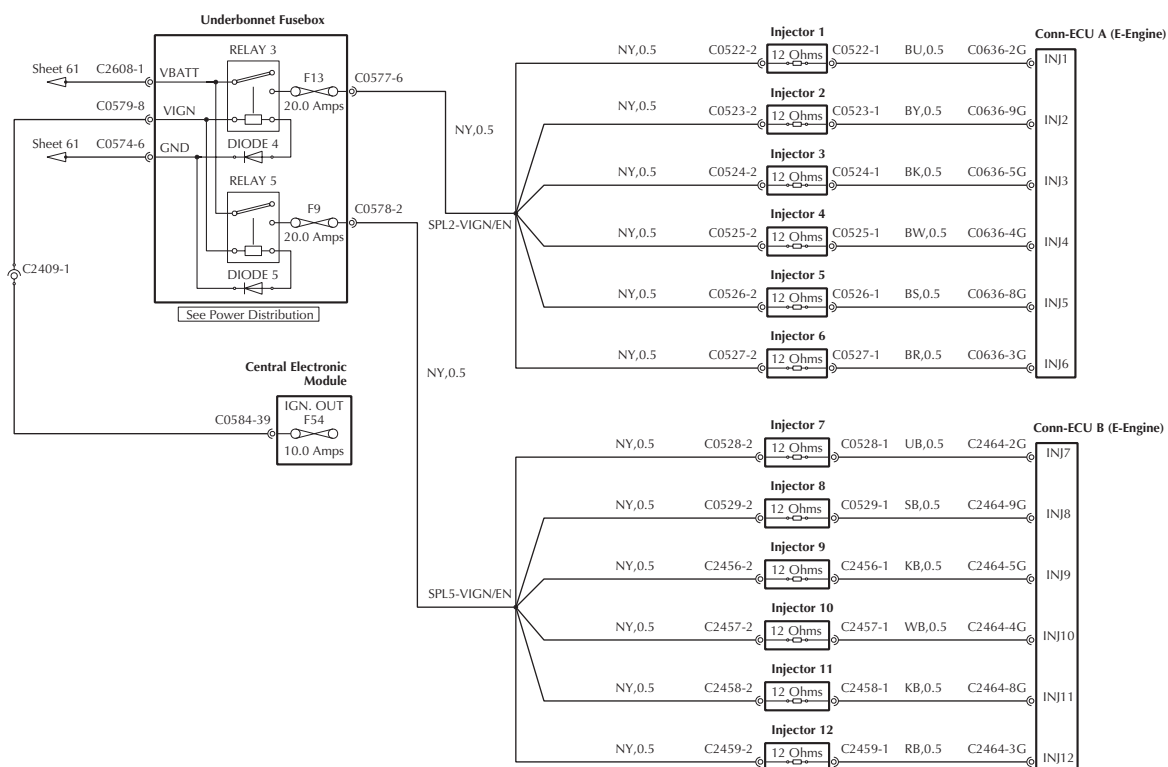 Underbonnet Fusebox
RELAY 3
Sheet 61 C2608-1 VBATT F13 C0577-6
20.0 Amps
C0579-8 VIGN
Sheet 61 C0574-6 GND DIODE 4
RELAY 5
F9 C0578-2
20.0 Amps
DIODE 5
C2409-1
See Power Distribution
NY,0.5
SPL2-VIGN/EN
NY,0.5
SPL5-VIGN/EN
Central Electronic
Module
IGN. OUT
C0584-39 F54
10.0 Amps
Conn-ECU A (E-Engine)
Injector 1
NY,0.5 C0522-2 12 Ohms C0522-1 BU,0.5 C0636-2G INJ1
Injector 2
NY,0.5 C0523-2 12 Ohms C0523-1 BY,0.5 C0636-9G INJ2
Injector 3
NY,0.5 C0524-2 12 Ohms C0524-1 BK,0.5 C0636-5G INJ3
Injector 4
NY,0.5 C0525-2 12 Ohms C0525-1 BW,0.5 C0636-4G INJ4
Injector 5
NY,0.5 C0526-2 12 Ohms C0526-1 BS,0.5 C0636-8G INJ5
Injector 6
NY,0.5 C0527-2 12 Ohms C0527-1 BR,0.5 C0636-3G INJ6
Conn-ECU B (E-Engine)
Injector 7
NY,0.5 C0528-2 12 Ohms C0528-1 UB,0.5 C2464-2G INJ7
Injector 8
NY,0.5 C0529-2 12 Ohms C0529-1 SB,0.5 C2464-9G INJ8
Injector 9
NY,0.5 C2456-2 12 Ohms C2456-1 KB,0.5 C2464-5G INJ9
Injector 10
NY,0.5 C2457-2 12 Ohms C2457-1 WB,0.5 C2464-4G INJ10
Injector 11
NY,0.5 C2458-2 12 Ohms C2458-1 KB,0.5 C2464-8G INJ11
Injector 12
NY,0.5 C2459-2 12 Ohms C2459-1 RB,0.5 C2464-3G INJ12